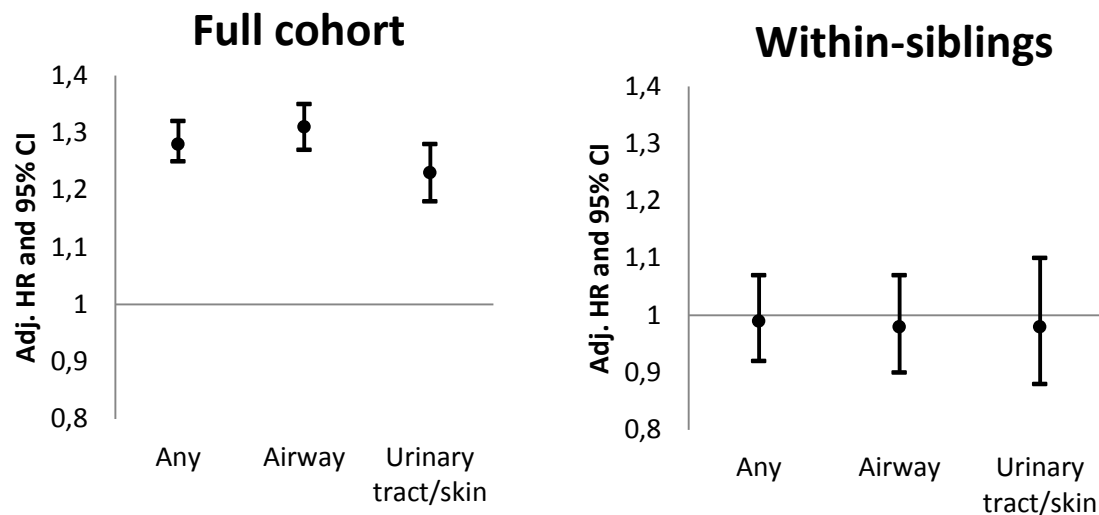 Full cohort
Adj. HR and 95% CI
1,4
1,3
1,2
1,1
1
0,9
0,8
Any
Airway
Urinary
tract/skin
Within-siblings
Adj. HR and 95% CI
1,4
1,3
1,2
1,1
1
0,9
0,8
Any
Airway
Urinary
tract/skin